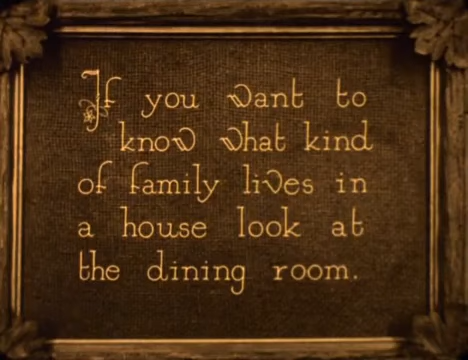 If you want to
know what kind
of family lives in
a house look at
the dining room.